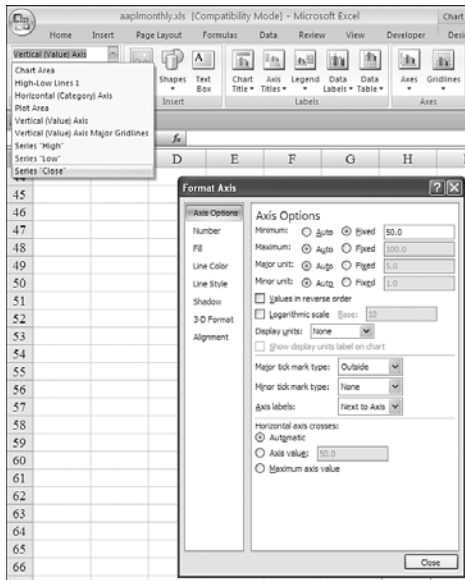 aaplmonthly.xls [Compatibility Mode] - Microsoft Excel
Chart
Home Insert Page Layout Formulas Data Review View Developer Desi
Vertical (Value) Axis
Chart Area
High-Low Lines 1
Horizontal (Category) Axis
Plot Area
Vertical (Value) Axis
Vertical (Value) Axis Major Gridlines
Series "High"
Series "Low"
Series "Close"
Shapes Text Box
Chart Title Axis Titles Legend Data Labels Data Table
Axes Gridlines
Insert Labels Axes
fx
D E F G H
44
45
46
47
48
49
50
51
52
53
54
55
56
57
58
59
60
61
62
63
64
65
66
Format Axis
Axis Options
Number
Fill
Line Color
Line Style
Shadow
3-D Format
Alignment
Axis Options
Minimum: Auto Fixed 50.0
Maximum: Auto Fixed 100.0
Major unit: Auto Fixed 5.0
Minor unit: Auto Fixed 1.0
Values in reverse order
Logarithmic scale Base: 10
Display units: None
Show display units label on chart
Major tick mark type: Outside
Minor tick mark type: None
Axis labels: Next to Axis
Horizontal axis crosses:
Automatic
Axis value: 50.0
Maximum axis value
Close